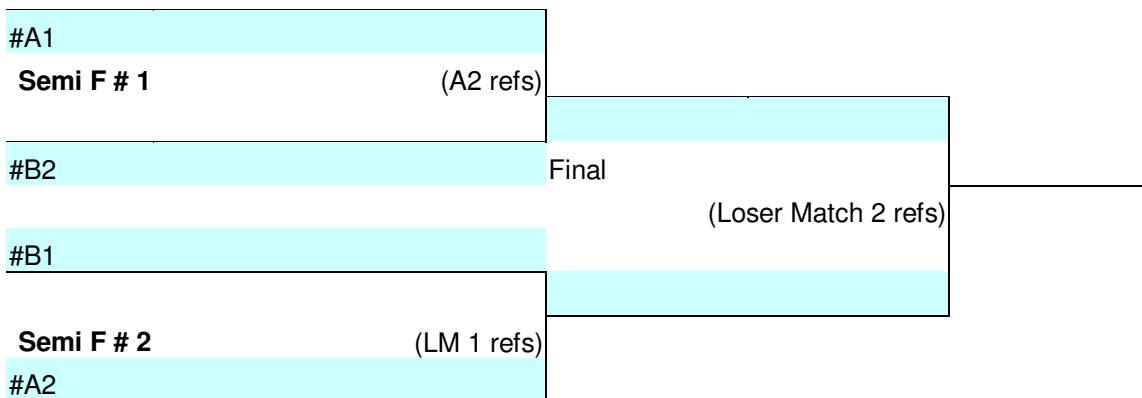 #A1
Semi F # 1 (A2 refs)
#B2 Final
(Loser Match 2 refs)
#B1
Semi F # 2 (LM 1 refs)
#A2